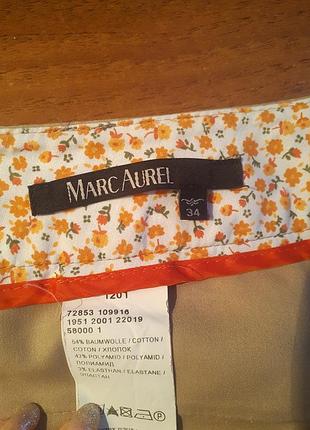 MARC AUREL
34
1201
72853 109916
1951 2001 22019
58000 1
54% BAUMWOLLE / COTTON /
COTON / ХЛОПОК
43% POLYAMID / POLYAMID /
ПОЛИАМИД
3% ELASTHAN / ELASTANE /
ЭЛАСТАН